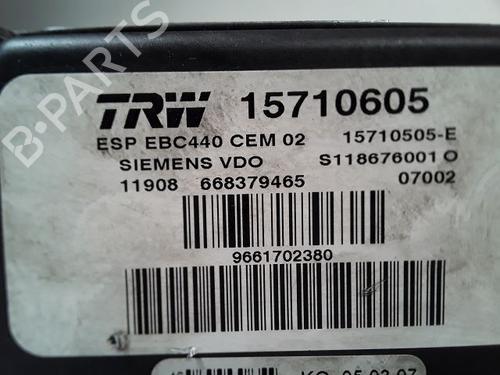 B-PARTS
TRW 15710605
ESP EBC440 CEM 02 15710505-E
SIEMENS VDO S118676001 O
11908 668379465 07002
9661702380